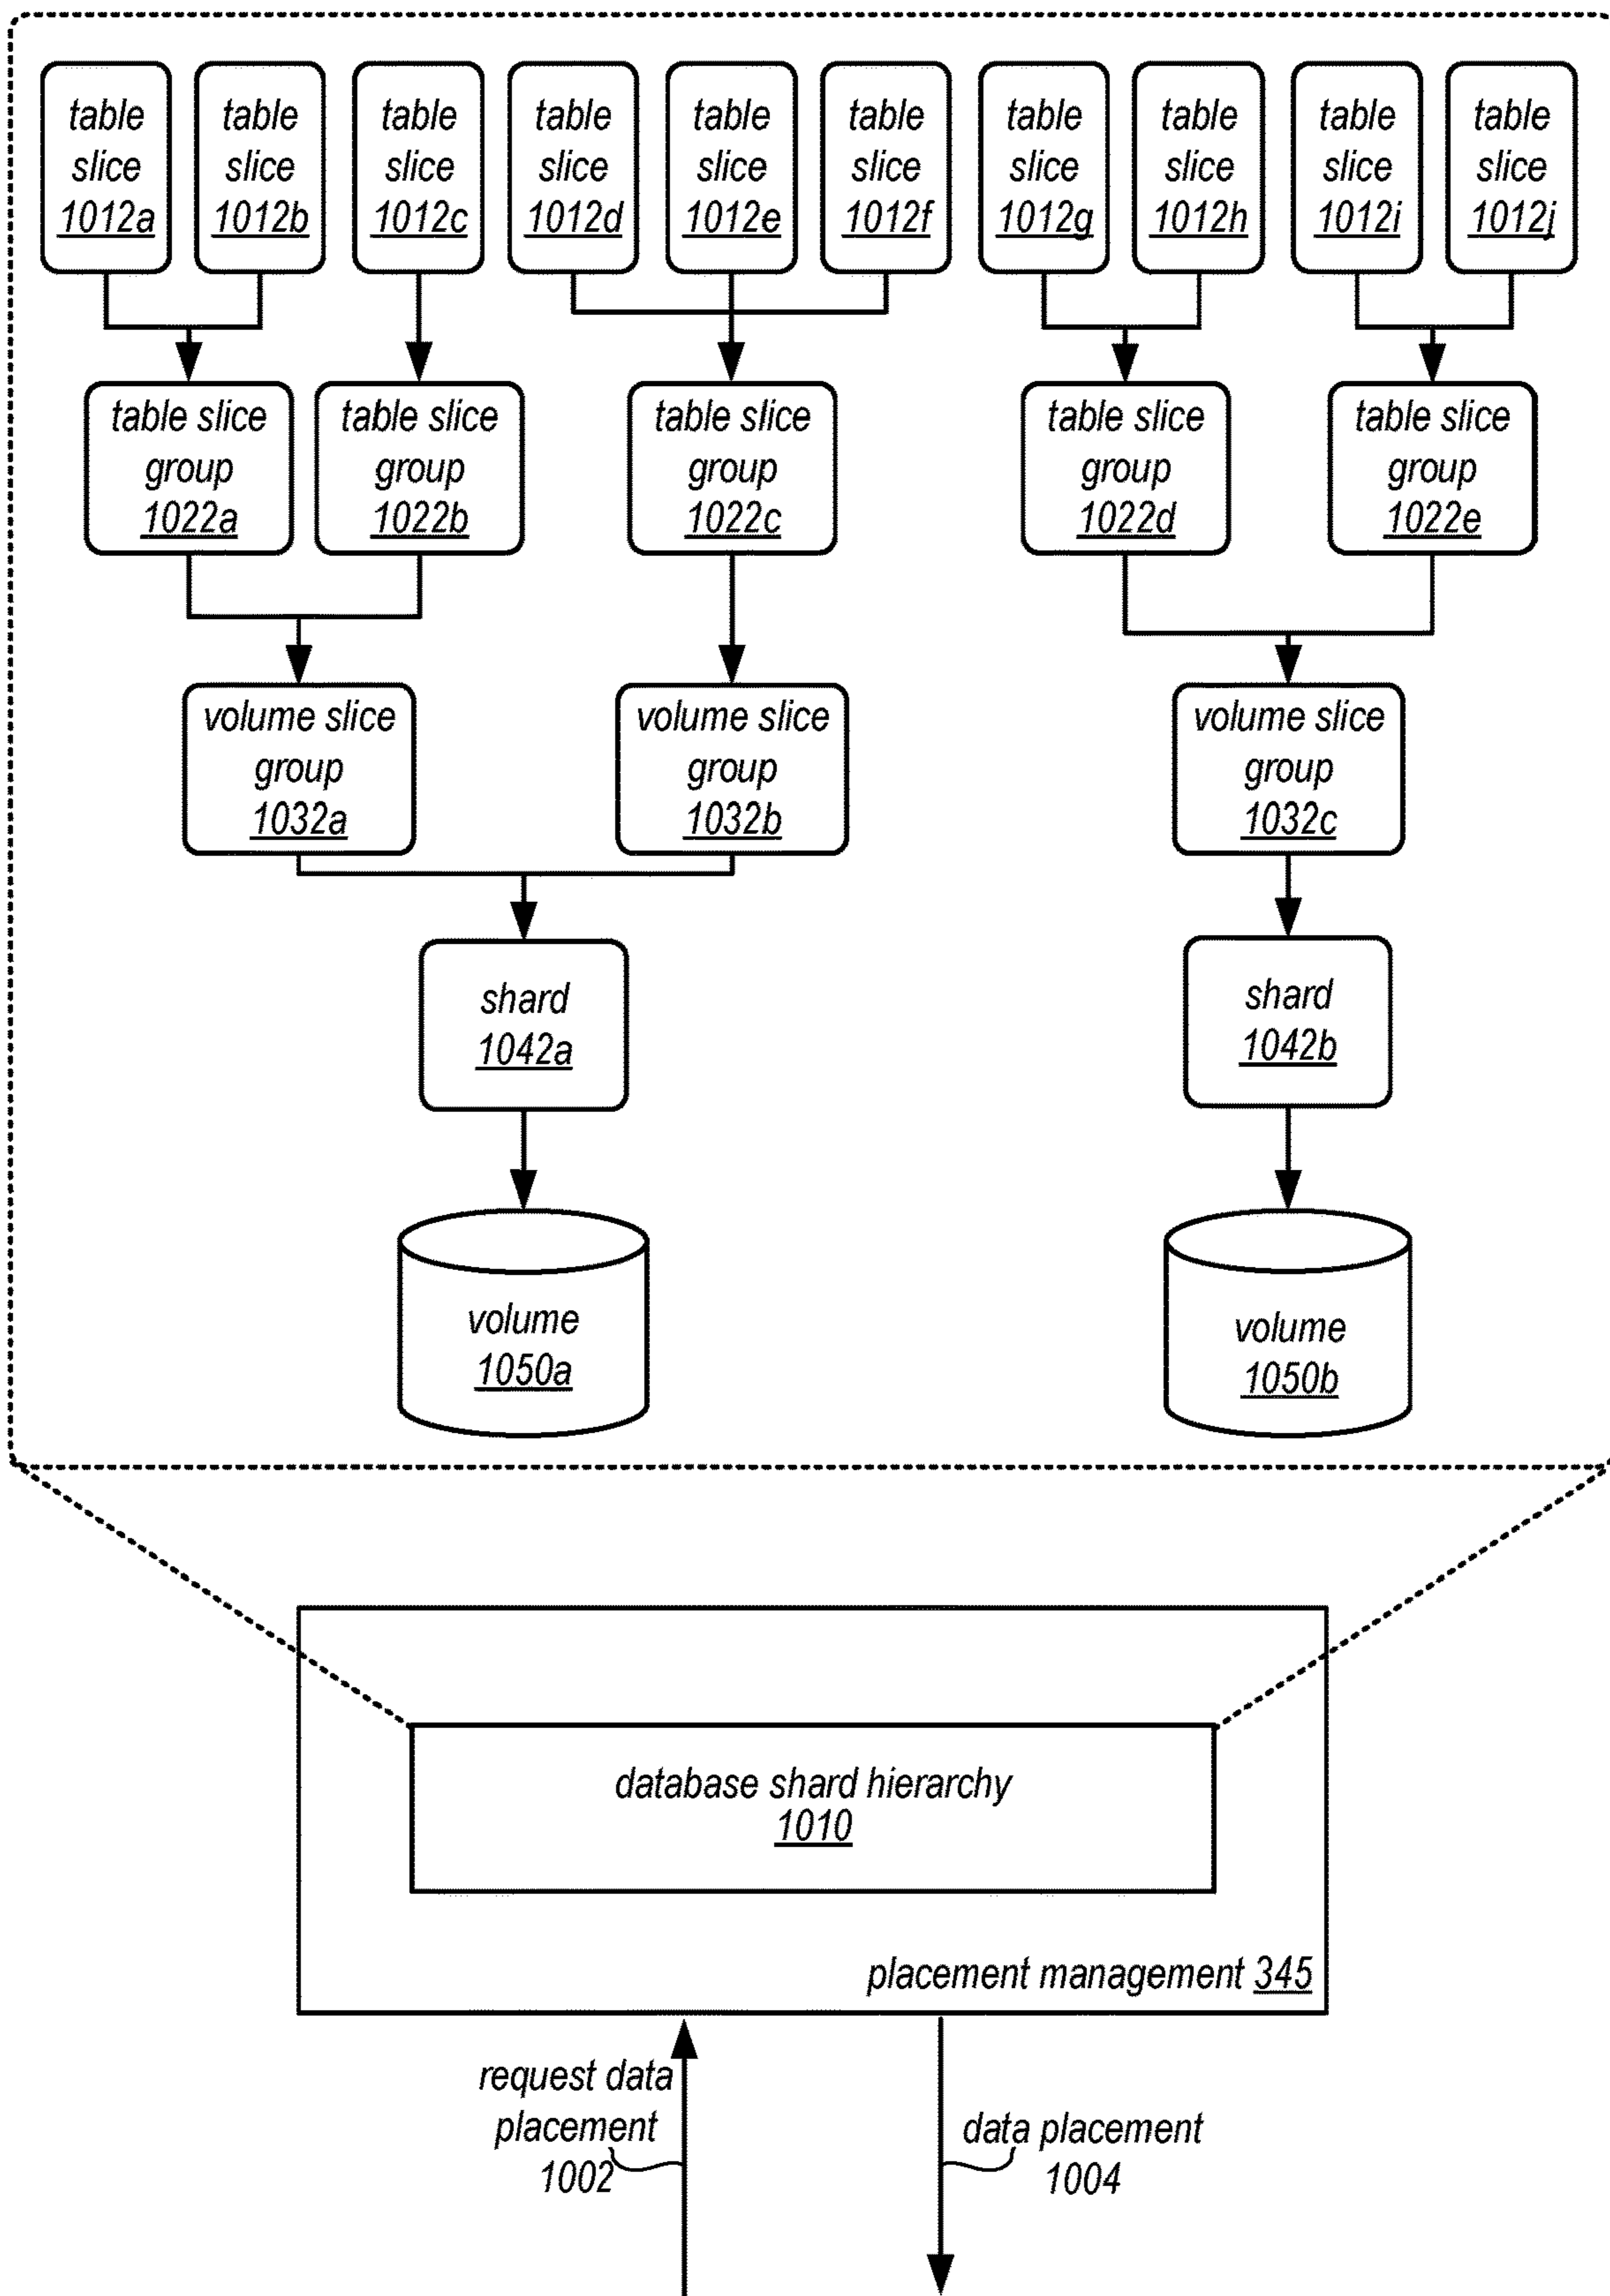 table
slice
1012a
table
slice
1012b
table
slice
1012c
table
slice
1012d
table
slice
1012e
table
slice
1012f
table
slice
1012g
table
slice
1012h
table
slice
1012i
table
slice
1012j
table slice
group
1022a
table slice
group
1022b
table slice
group
1022c
table slice
group
1022d
table slice
group
1022e
volume slice
group
1032a
volume slice
group
1032b
volume slice
group
1032c
shard
1042a
shard
1042b
volume
1050a
volume
1050b
database shard hierarchy
1010
placement management 345
request data
placement
1002
data placement
1004